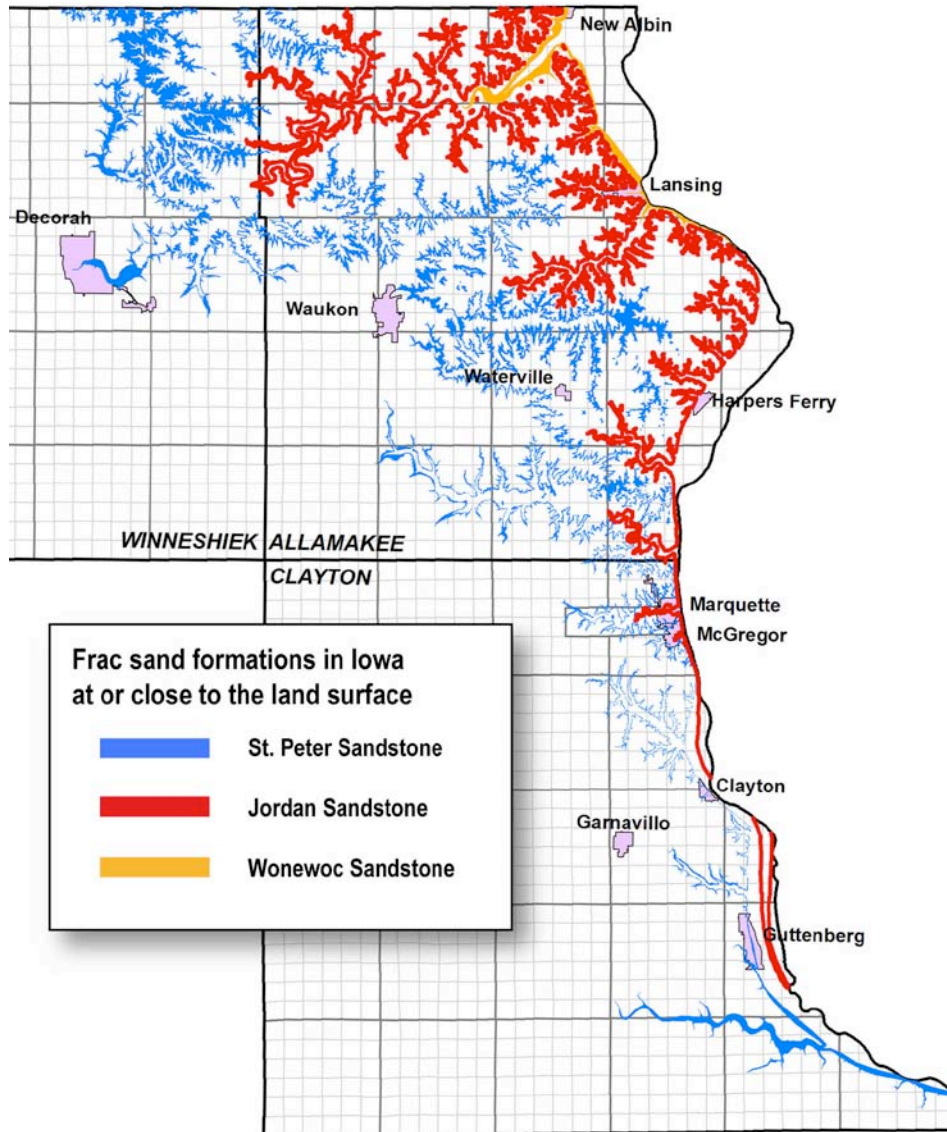 New Albin
Lansing
Decorah
Waukon
Waterville
Harpers Ferry
WINNESHIEK
ALLAMAKEE
CLAYTON
Marquette
McGregor
Frac sand formations in Iowa
at or close to the land surface
St. Peter Sandstone
Jordan Sandstone
Wonewoc Sandstone
Clayton
Garnavillo
Guttenberg